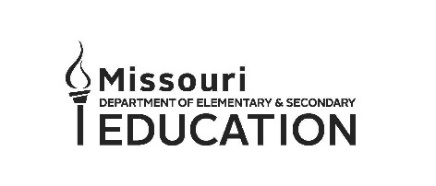 Missouri
DEPARTMENT OF ELEMENTARY & SECONDARY
EDUCATION